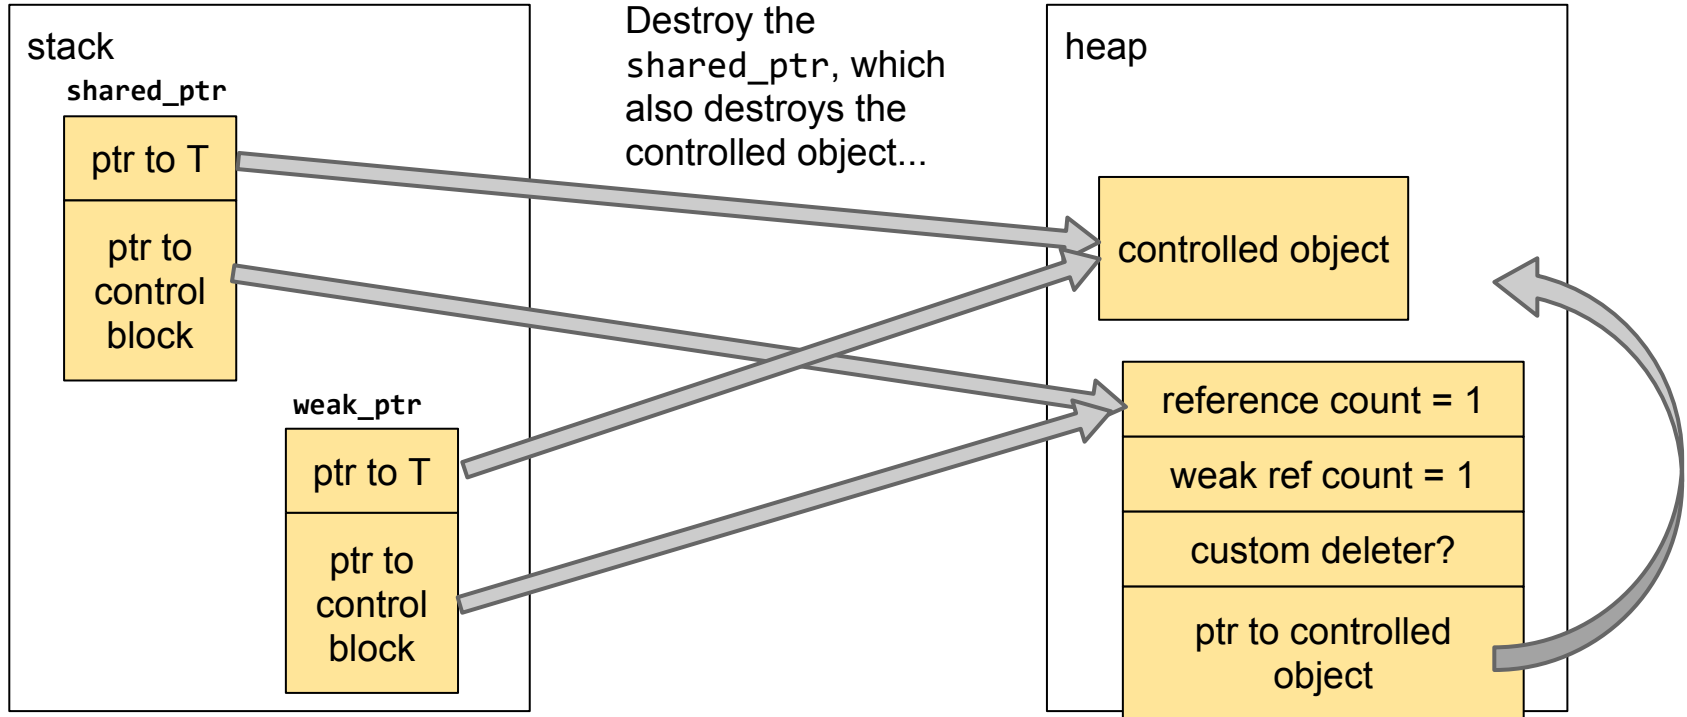 stack
shared_ptr
ptr to T
ptr to
control
block
weak_ptr
ptr to T
ptr to
control
block
Destroy the
shared_ptr, which
also destroys the
controlled object...
heap
controlled object
reference count = 1
weak ref count = 1
custom deleter?
ptr to controlled
object